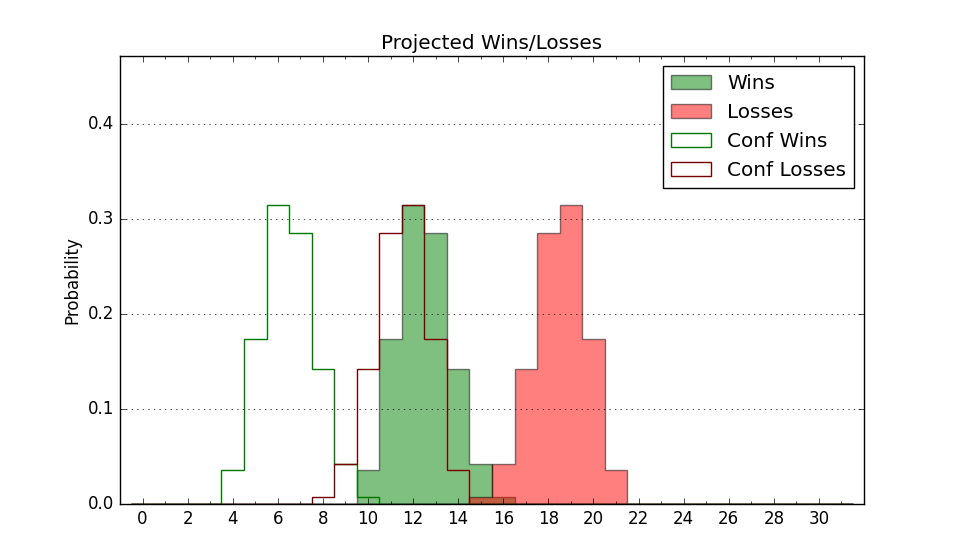 Projected Wins/Losses
Wins
Losses
Conf Wins
Conf Losses
Probability
0.4
0.3
0.2
0.1
0.0
0 2 4 6 8 10 12 14 16 18 20 22 24 26 28 30